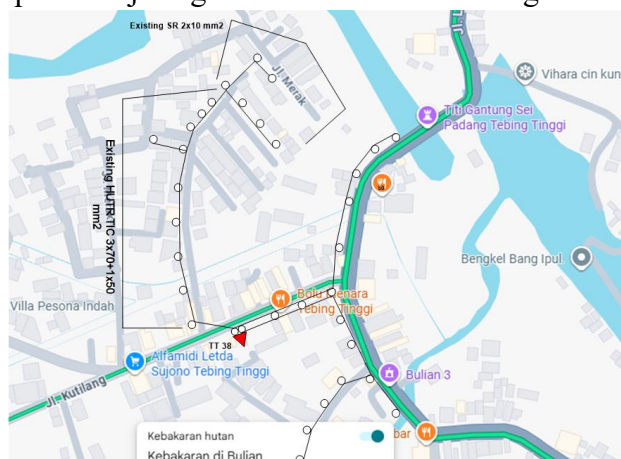 Existing SR 2x10 mm2
Jl. Merak
Vihara cin kun
Titi Gantung Sei
Padang Tebing Tinggi
Existing HUTR TIC 3x70+1x50
mm2
Bengkel Bang Ipul
Villa Pesona Indah
Bolu Menara
Tebing Tinggi
TT 38
Alfamidi Letda
Sujono Tebing Tinggi
Jl. Kutilang
Bulian 3
bar
Kebakaran hutan
Kebakaran di Bulian